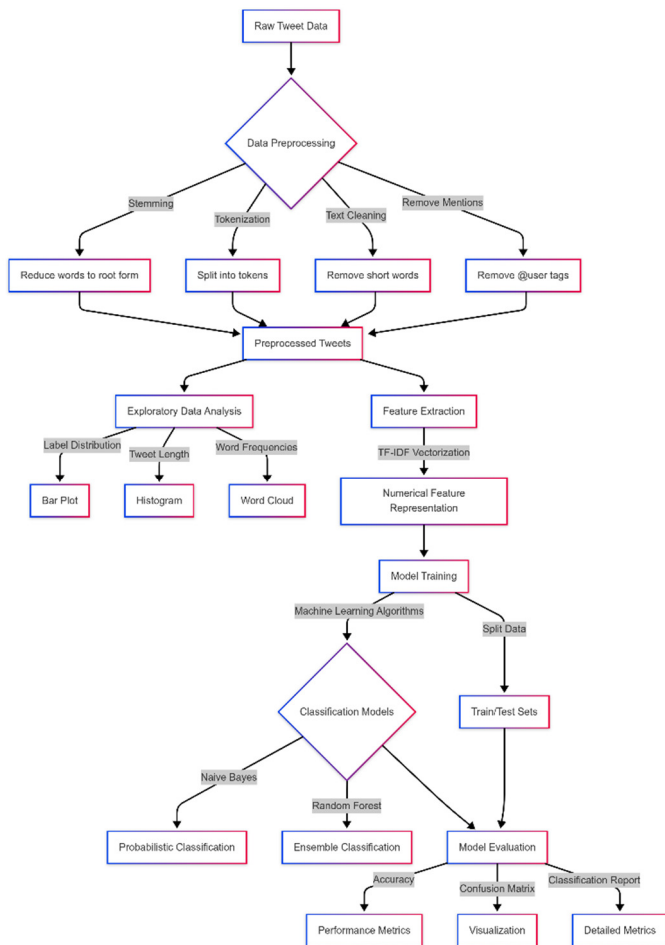 Raw Tweet Data
Data Preprocessing
Stemming
Tokenization
Text Cleaning
Remove Mentions
Reduce words to root form
Split into tokens
Remove short words
Remove @user tags
Preprocessed Tweets
Exploratory Data Analysis
Feature Extraction
Label Distribution
Tweet Length
Word Frequencies
TF-IDF Vectorization
Bar Plot
Histogram
Word Cloud
Numerical Feature
Representation
Model Training
Machine Learning Algorithms
Split Data
Classification Models
Train/Test Sets
Naive Bayes
Random Forest
Probabilistic Classification
Ensemble Classification
Model Evaluation
Accuracy
Confusion Matrix
Classification Report
Performance Metrics
Visualization
Detailed Metrics